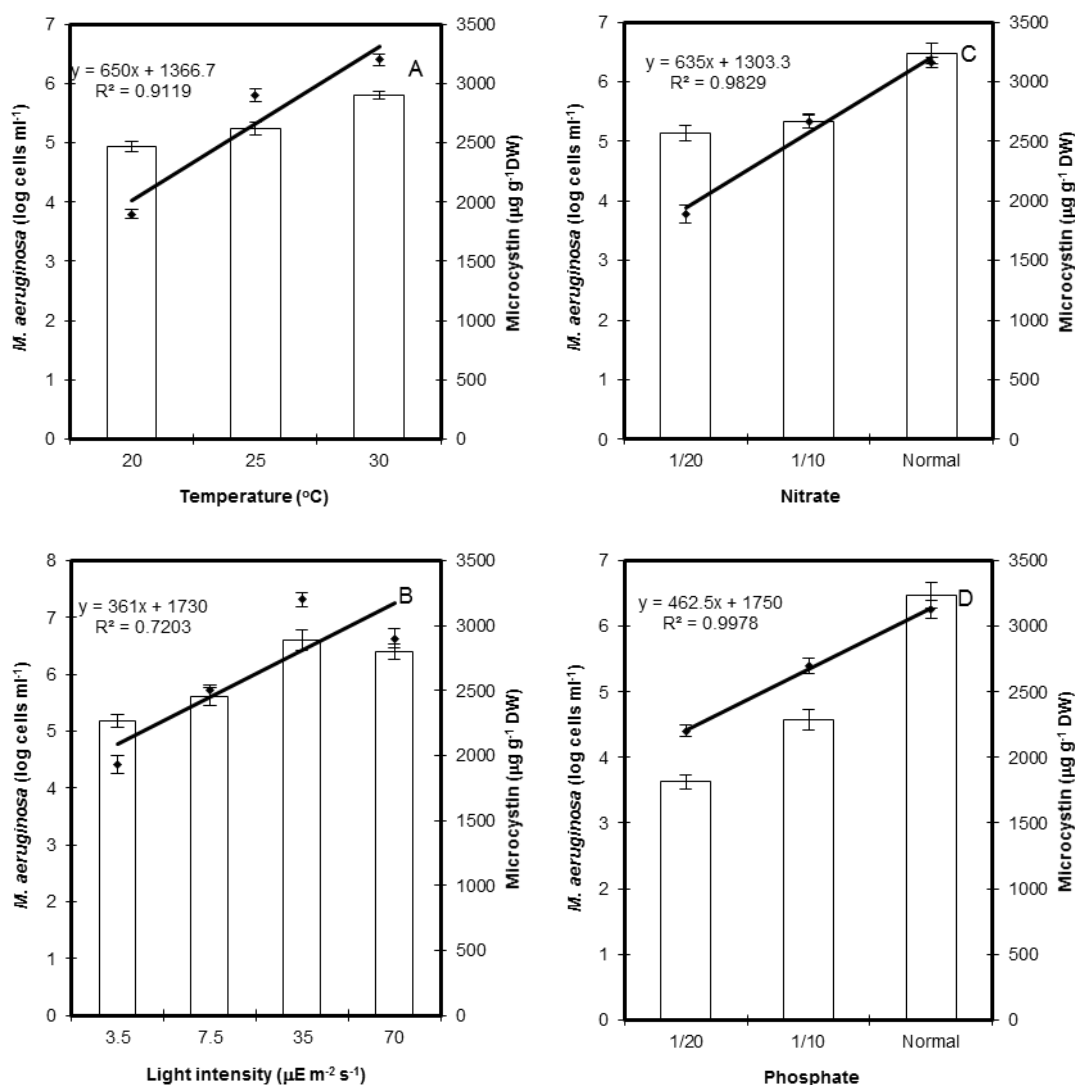 7
6
5
4
3
2
1
0
M. aeruginosa (log cells ml-1)
y = 650x + 1366.7
R² = 0.9119
A
3500
3000
2500
2000
1500
1000
500
0
Microcystin (µg g-1DW)
20 25 30
Temperature (oC)
7
6
5
4
3
2
1
0
M. aeruginosa (log cells ml-1)
y = 635x + 1303.3
R² = 0.9829
C
3500
3000
2500
2000
1500
1000
500
0
Microcystin (µg g-1 DW)
1/20 1/10 Normal
Nitrate
8
7
6
5
4
3
2
1
0
M. aeruginosa (log cells ml-1)
y = 361x + 1730
R² = 0.7203
B
3500
3000
2500
2000
1500
1000
500
0
Microcystin (µg g-1 DW)
3.5 7.5 35 70
Light intensity (µE m-2 s-1)
7
6
5
4
3
2
1
0
M. aeruginosa (log cells ml-1)
y = 462.5x + 1750
R² = 0.9978
D
3500
3000
2500
2000
1500
1000
500
0
Microcystin (µg g-1 DW)
1/20 1/10 Normal
Phosphate